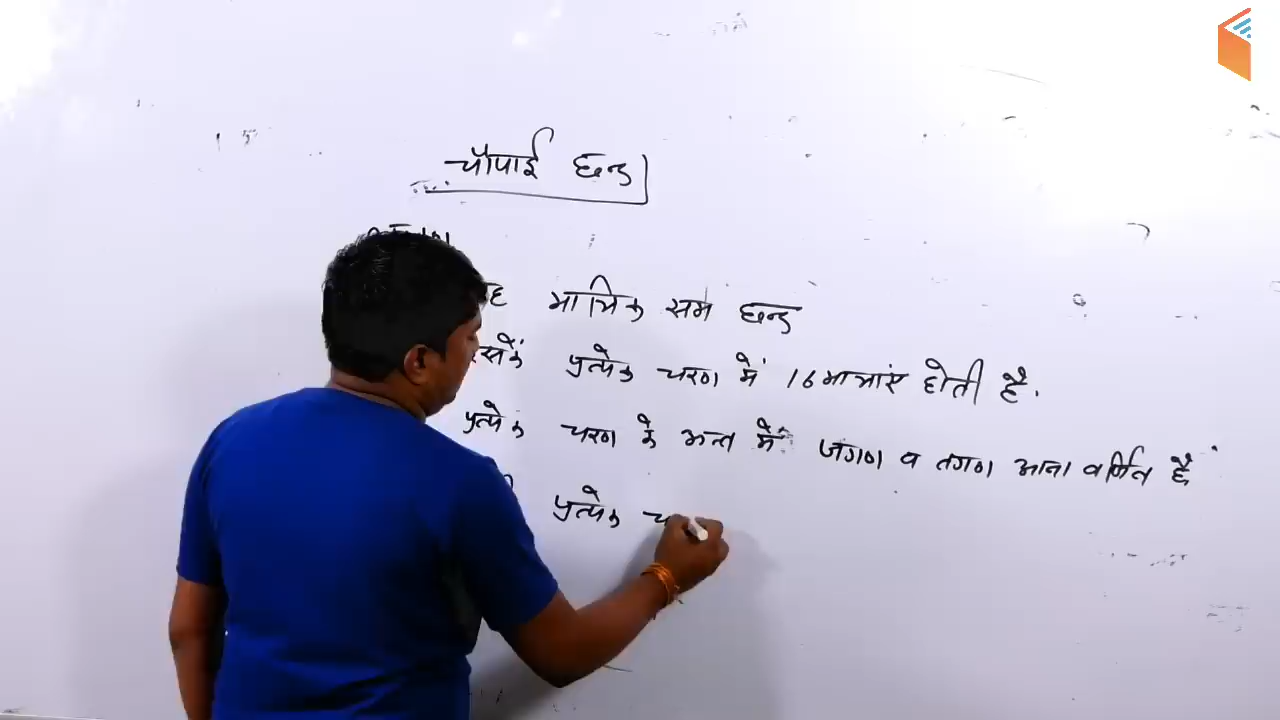 चौपाई छन्द
मात्रिक सम छन्द
प्रत्येक चरण में 16 मात्राएं होती है.
प्रत्येक चरण के अन्त में जगण व तगण आना वर्जित है
प्रत्येक